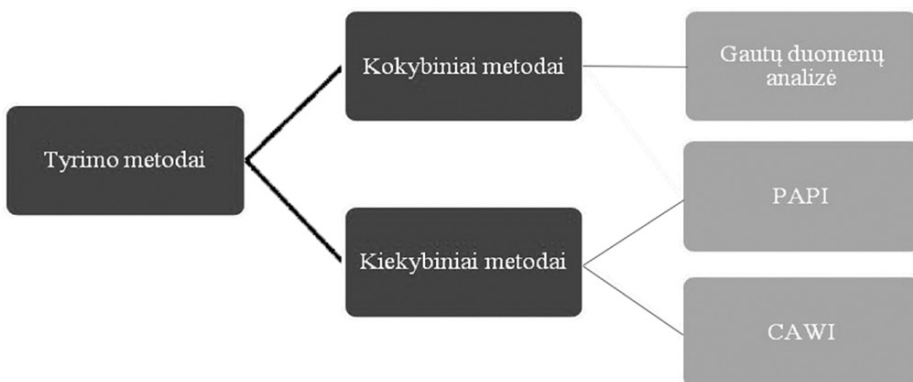 Tyrimo metodai
Kokybiniai metodai
Kiekybiniai metodai
Gautų duomenų
analizė
PAPI
CAWI